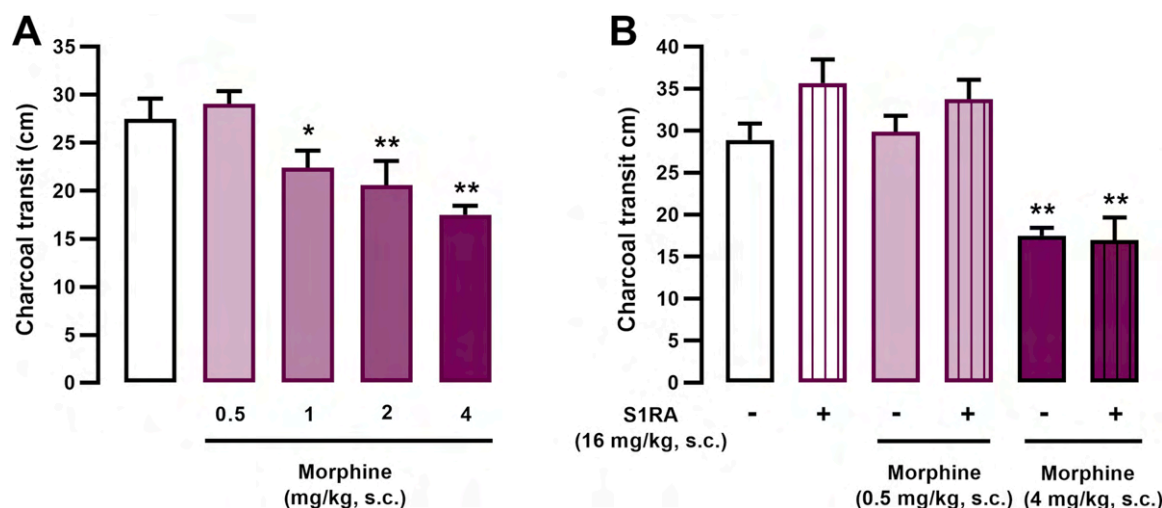 A
Charcoal transit (cm)
35
30
25
20
15
10
5
0
*
**
**
0.5 1 2 4
Morphine
(mg/kg, s.c.)
B
Charcoal transit cm)
40
35
30
25
20
15
10
5
0
**
**
S1RA - + - + - +
(16 mg/kg, s.c.)
Morphine
(0.5 mg/kg, s.c.)
Morphine
(4 mg/kg, s.c.)